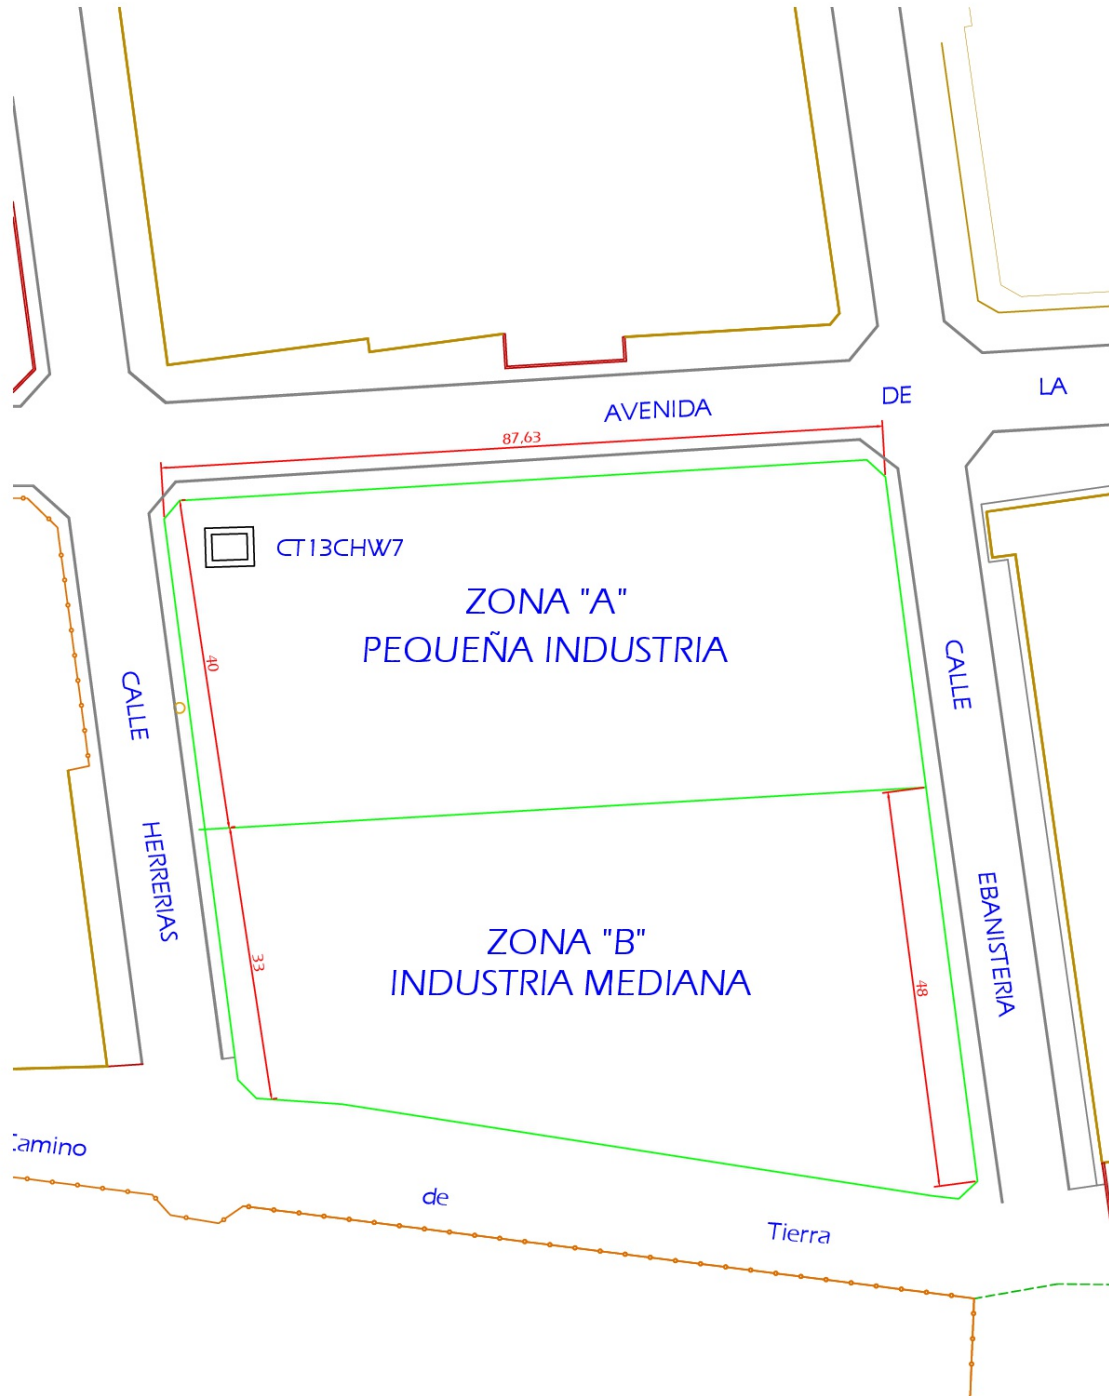 AVENIDA DE LA
87,63
CT13CHW7
ZONA "A"
PEQUEÑA INDUSTRIA
40
CALLE
HERRERIAS
CALLE
EBANISTERIA
ZONA "B"
INDUSTRIA MEDIANA
33
48
Camino de Tierra